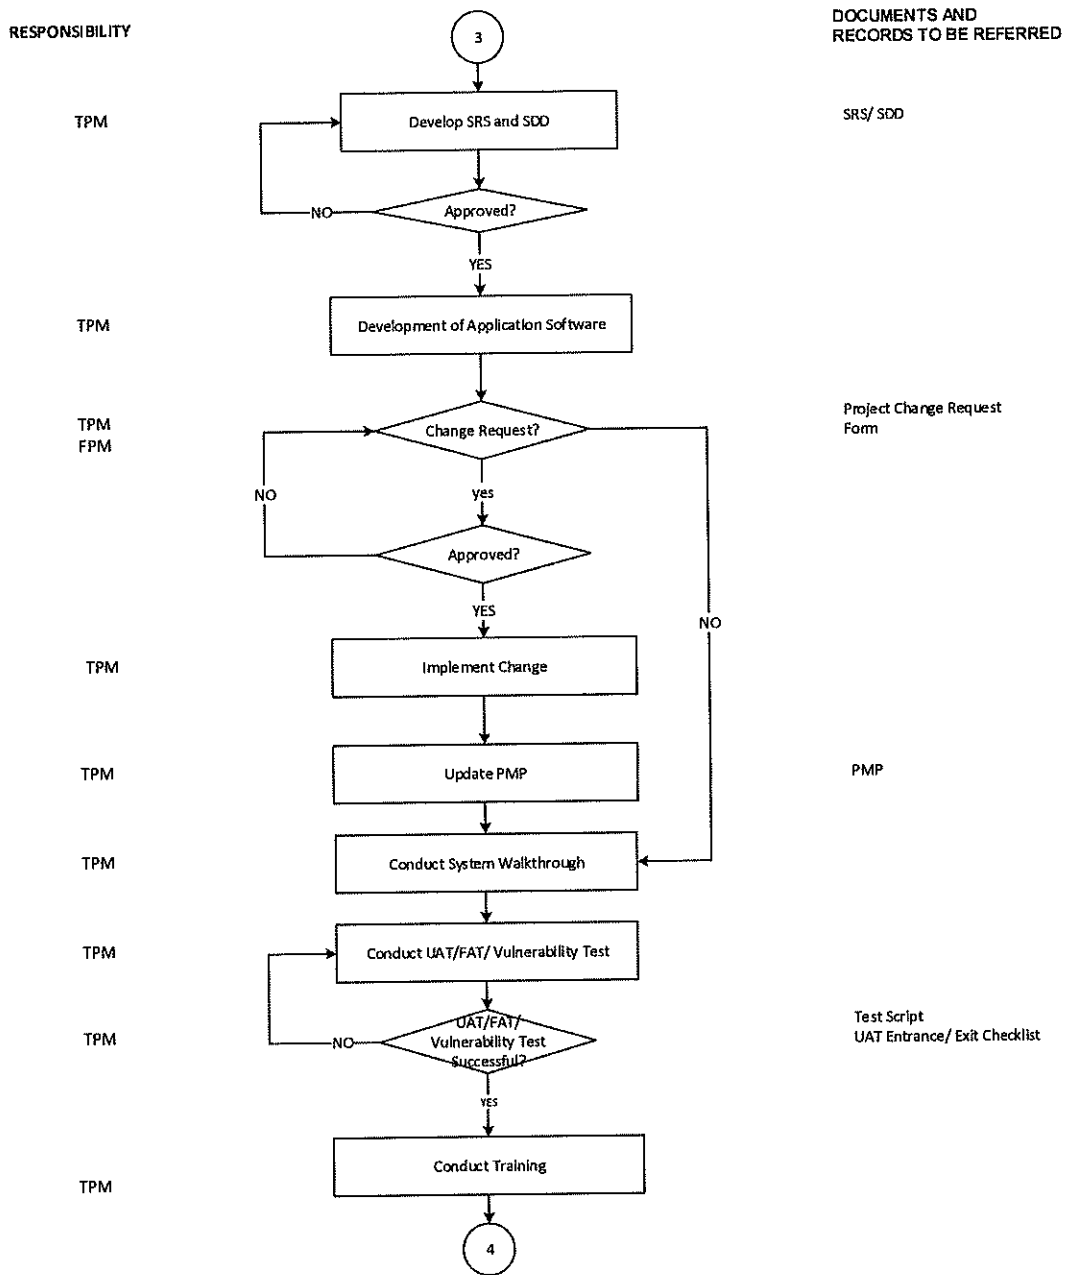 RESPONSIBILITY
DOCUMENTS AND
RECORDS TO BE REFERRED
3
TPM
Develop SRS and SDD
SRS/ SDD
NO
Approved?
YES
TPM
Development of Application Software
TPM
FPM
Change Request?
Project Change Request
Form
NO
yes
Approved?
YES
NO
TPM
Implement Change
TPM
Update PMP
PMP
TPM
Conduct System Walkthrough
TPM
Conduct UAT/FAT/ Vulnerability Test
TPM
NO
UAT/FAT/
Vulnerability Test
Successful?
Test Script
UAT Entrance/ Exit Checklist
YES
Conduct Training
TPM
4